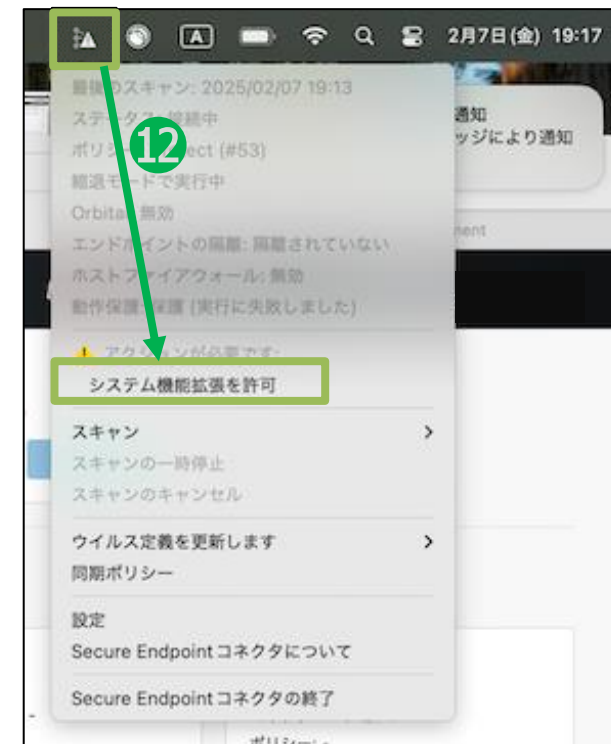 A
2月7日(金) 19:17
最後のスキャン: 2025/02/07 19:13
ステータス: 接続中
ポリシー ect (#53)
縮退モードで実行中
Orbital: 無効
エンドポイントの隔離: 隔離されていない
ホストファイアウォール: 無効
動作保護: 保護 (実行に失敗しました)
アクションが必要です:
システム機能拡張を許可
スキャン
スキャンの一時停止
スキャンのキャンセル
ウイルス定義を更新します
同期ポリシー
設定
Secure Endpoint コネクタについて
Secure Endpoint コネクタの終了
⑫
通知
ッジにより通知
ment
ポリシー: -